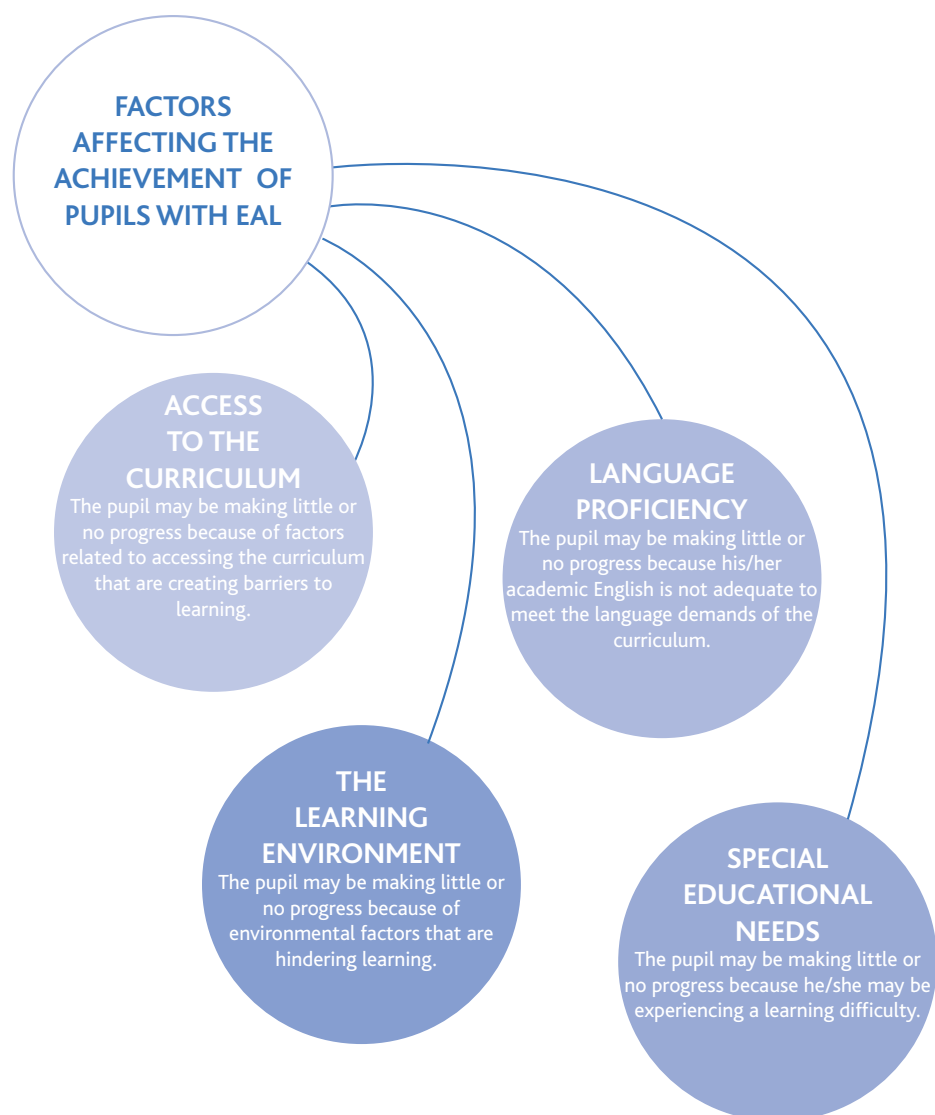 FACTORS
AFFECTING THE
ACHIEVEMENT OF
PUPILS WITH EAL
ACCESS
TO THE
CURRICULUM
The pupil may be making little or
no progress because of factors
related to accessing the curriculum
that are creating barriers to
learning.
LANGUAGE
PROFICIENCY
The pupil may be making little or
no progress because his/her
academic English is not adequate to
meet the language demands of the
curriculum.
THE
LEARNING
ENVIRONMENT
The pupil may be making little or
no progress because of
environmental factors that are
hindering learning.
SPECIAL
EDUCATIONAL
NEEDS
The pupil may be making little or
no progress because he/she may be
experiencing a learning difficulty.